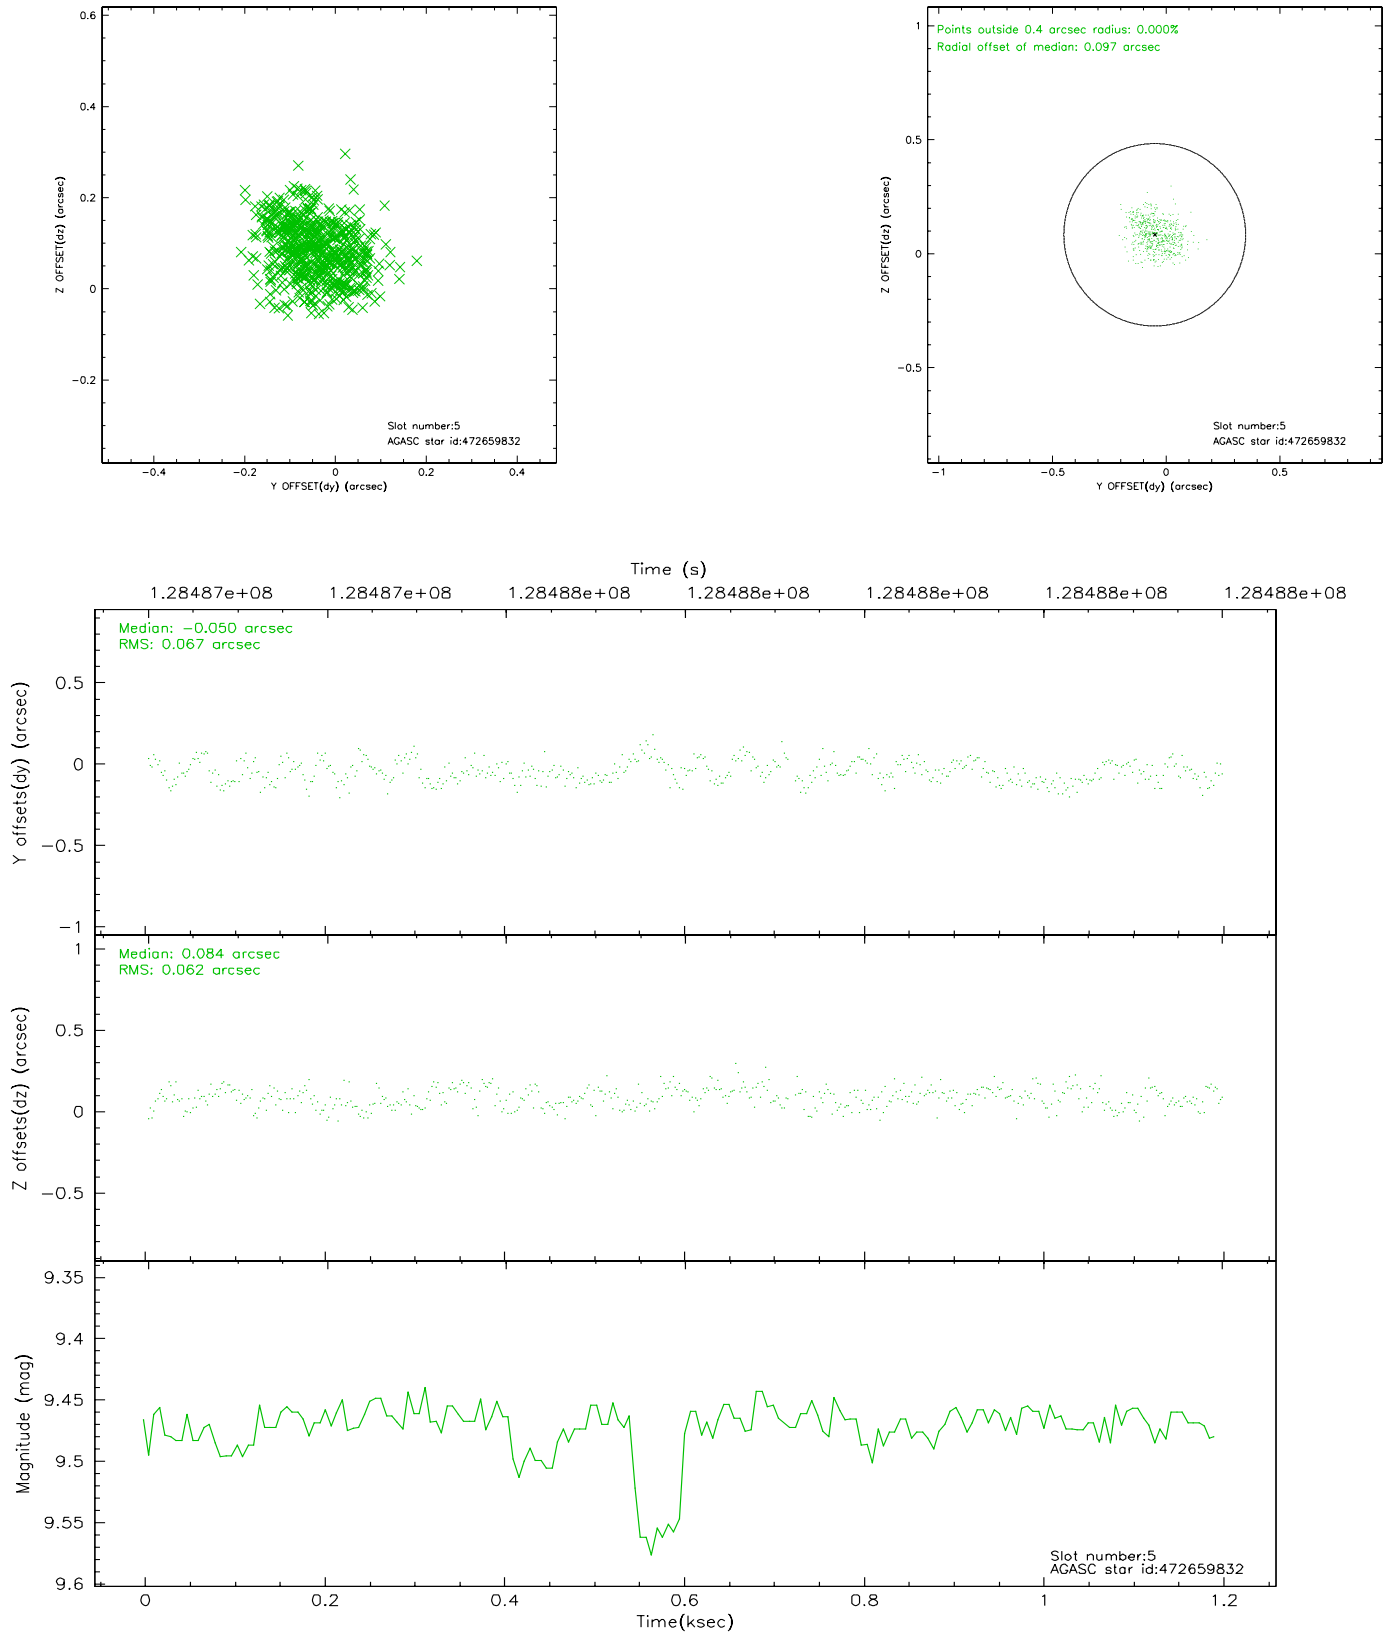 0.6
0.4
0.2
0
−0.2
Z OFFSET(dz) (arcsec)
−0.4 −0.2 0 0.2 0.4
Y OFFSET(dy) (arcsec)
Slot number:5
AGASC star id:472659832
Points outside 0.4 arcsec radius: 0.000%
Radial offset of median: 0.097 arcsec
1
0.5
0
−0.5
Z OFFSET(dz) (arcsec)
−1 −0.5 0 0.5
Y OFFSET(dy) (arcsec)
Slot number:5
AGASC star id:472659832
Time (s)
1.28487e+08 1.28487e+08 1.28488e+08 1.28488e+08 1.28488e+08 1.28488e+08 1.28488e+08
Median: −0.050 arcsec
RMS: 0.067 arcsec
0.5
0
−0.5
−1
Y offsets(dy) (arcsec)
Median: 0.084 arcsec
RMS: 0.062 arcsec
1
0.5
0
−0.5
Z offsets(dz) (arcsec)
9.35
9.4
9.45
9.5
9.55
9.6
Magnitude (mag)
Slot number:5
AGASC star id:472659832
0 0.2 0.4 0.6 0.8 1 1.2
Time(ksec)